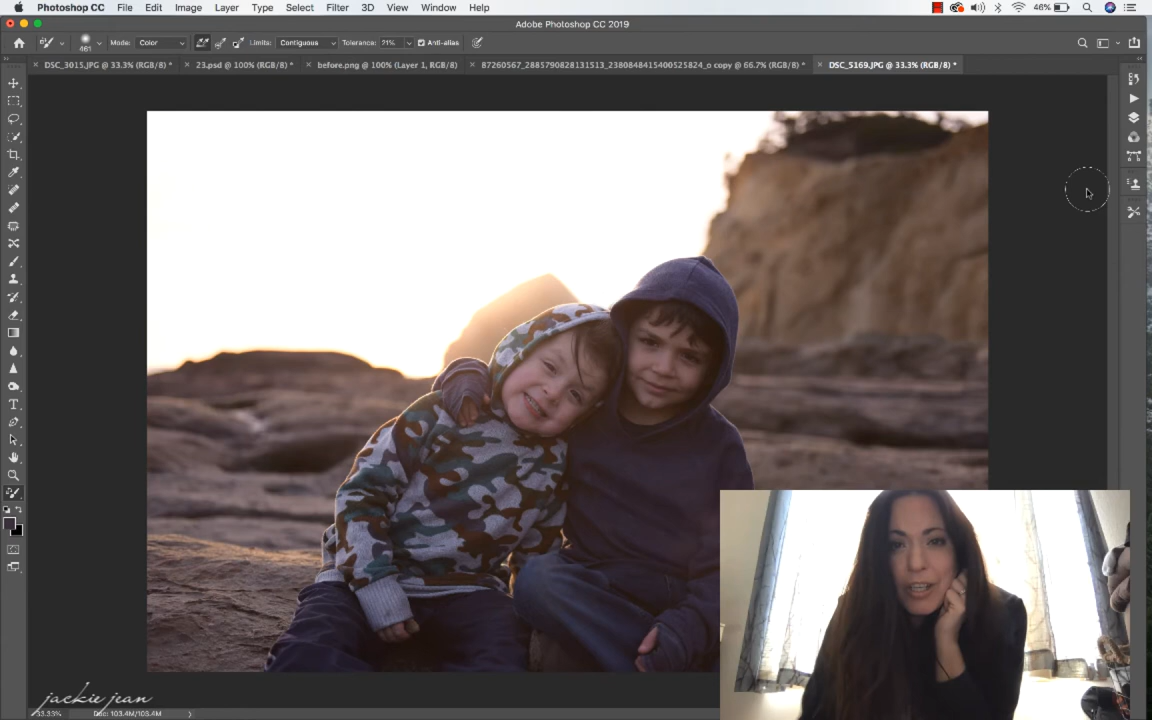 Photoshop CC File Edit Image Layer Type Select Filter 3D View Window Help 46%
Adobe Photoshop CC 2019
461 Mode: Color Limits: Contiguous Tolerance: 21% Anti-alias
DSC_3015.JPG @ 33.3% (RGB/8) * 23.psd @ 100% (RGB/8) * before.png @ 100% (Layer 1, RGB/8) 87260567_2885790828131513_2380848415400525824_o copy @ 66.7% (RGB/8) * DSC_5169.JPG @ 33.3% (RGB/8) *
jackie jean
33.33% Doc: 103.4M/103.4M